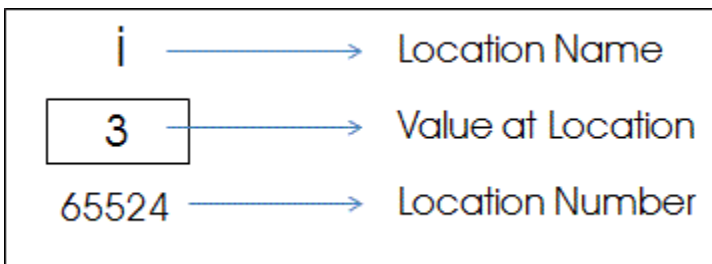 i Location Name
3 Value at Location
65524 Location Number